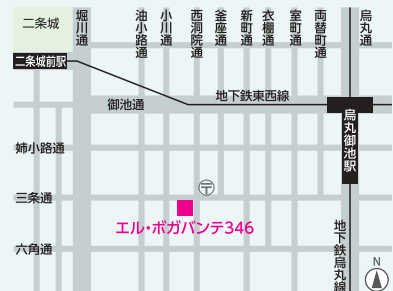 二条城
堀川通
油小路通
小川通
西洞院通
釜座通
新町通
衣棚通
室町通
両替町通
烏丸通
二条城前駅
地下鉄東西線
御池通
烏丸御池駅
姉小路通
〒
三条通
エル・ボガバンテ346
六角通
地下鉄烏丸線
N